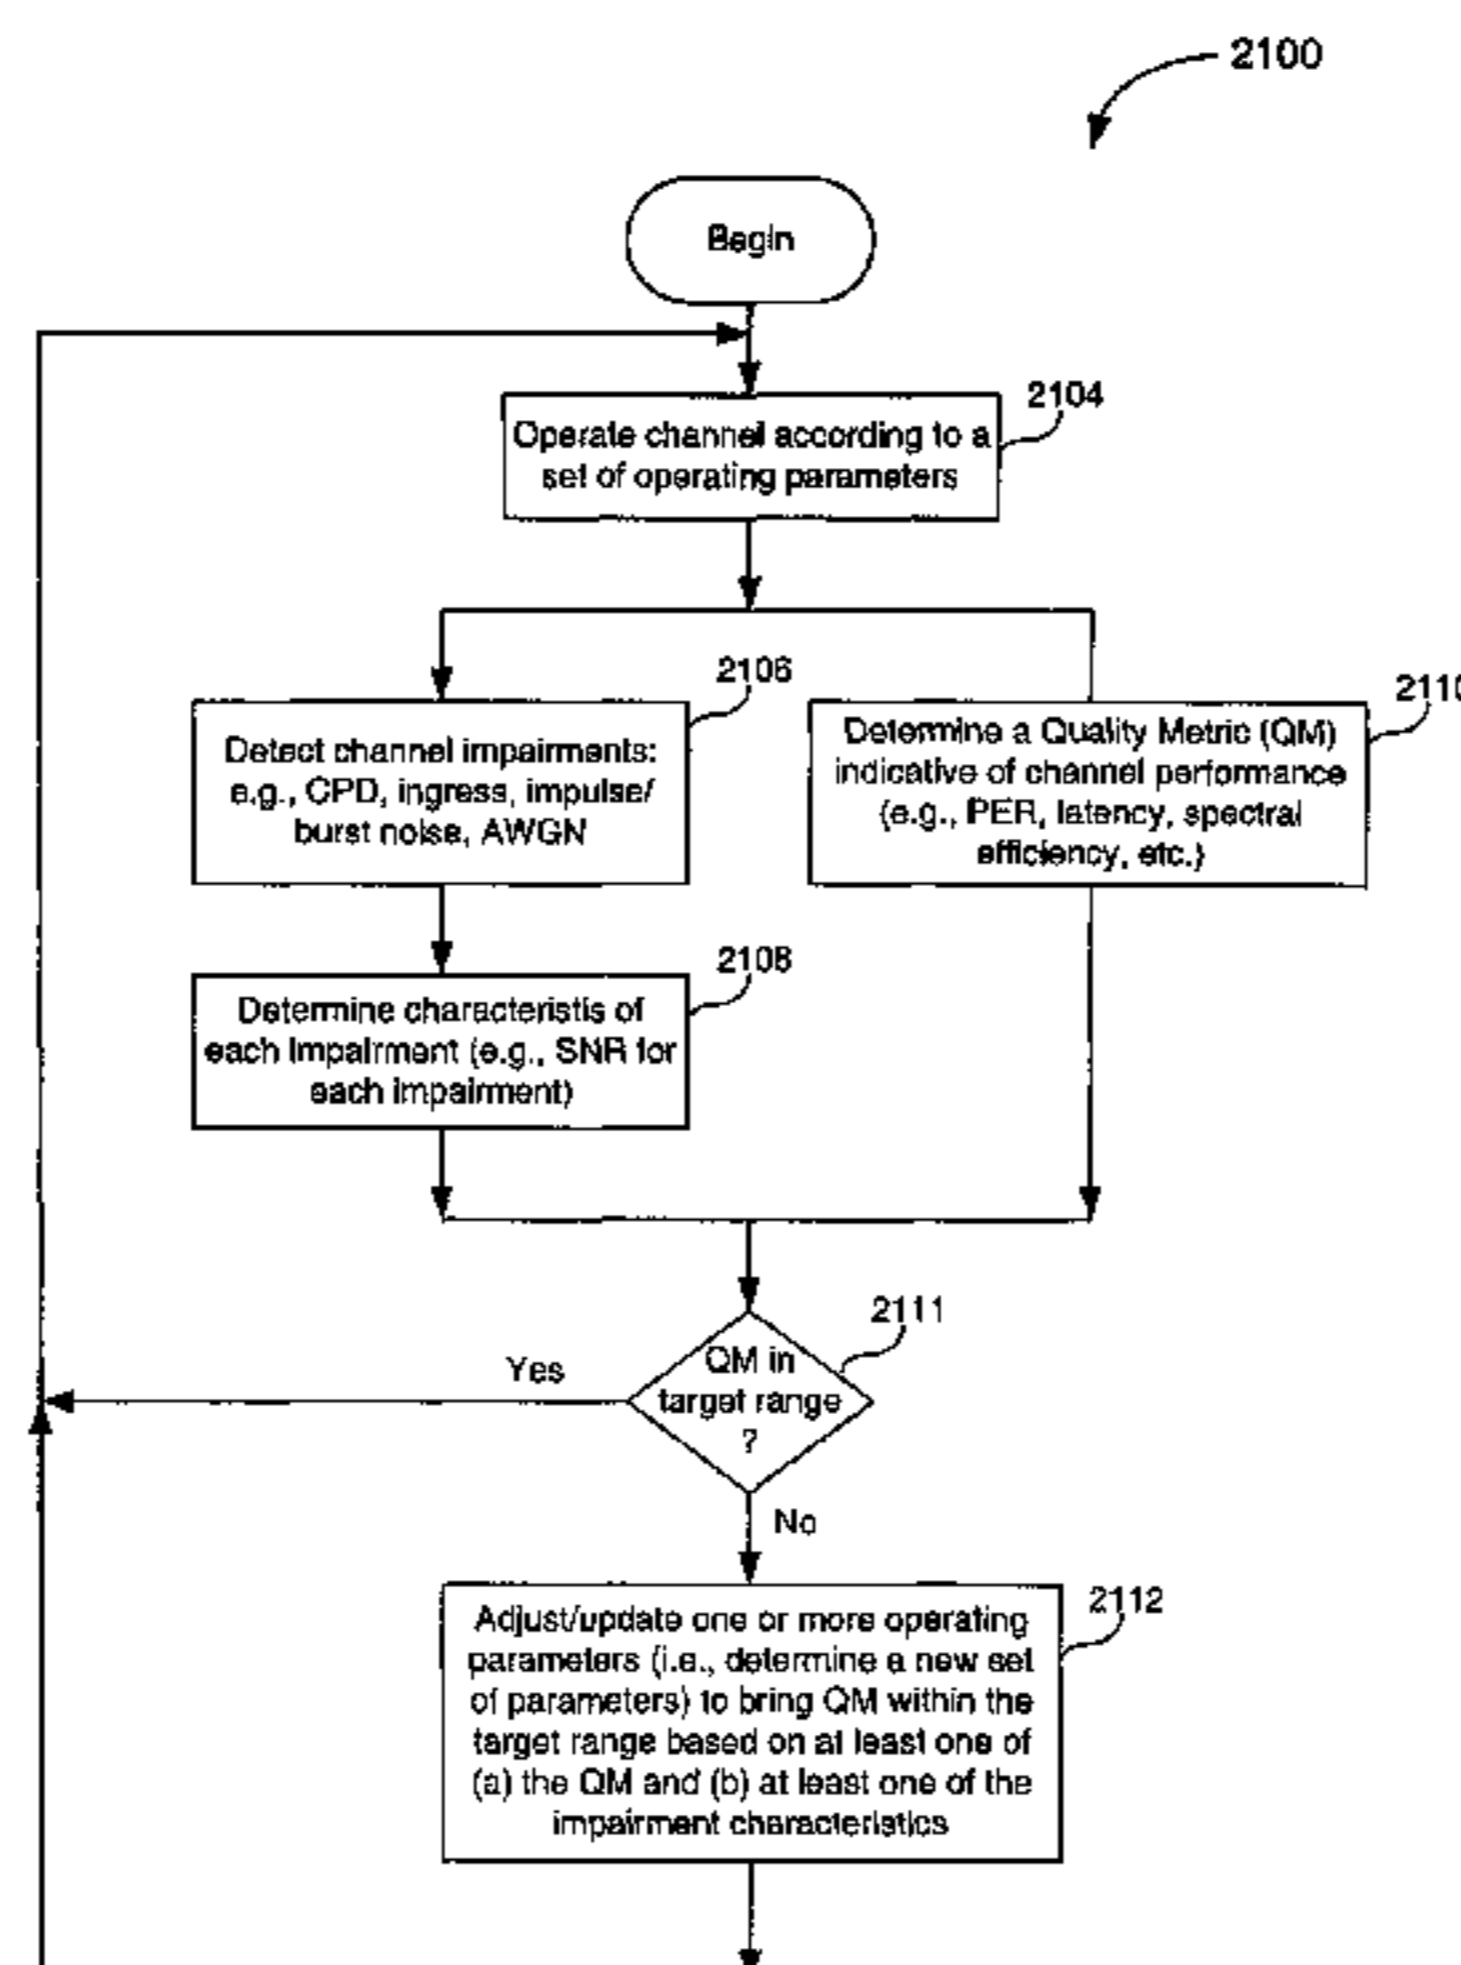 2100
Begin
2104
Operate channel according to a
set of operating parameters
2106
Detect channel impairments:
e.g., CPD, ingress, impulse/
burst noise, AWGN
2110
Determine a Quality Metric (QM)
indicative of channel performance
(e.g., PER, latency, spectral
efficiency, etc.)
2108
Determine characteristis of
each impairment (e.g., SNR for
each impairment)
2111
QM in
target range
?
Yes
No
2112
Adjust/update one or more operating
parameters (i.e., determine a new set
of parameters) to bring QM within the
target range based on at least one of
(a) the QM and (b) at least one of the
impairment characteristics